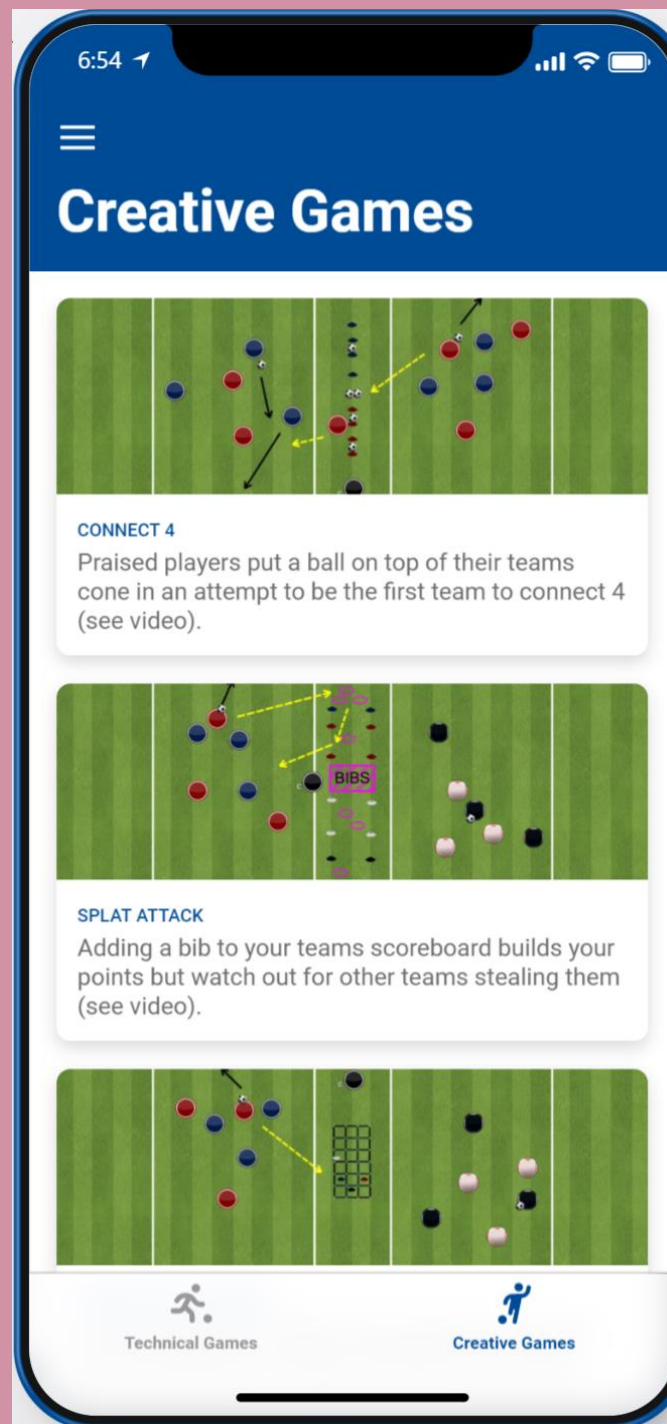 6:54
Creative Games
CONNECT 4
Praised players put a ball on top of their teams
cone in an attempt to be the first team to connect 4
(see video).
BIBS
SPLAT ATTACK
Adding a bib to your teams scoreboard builds your
points but watch out for other teams stealing them
(see video).
Technical Games
Creative Games